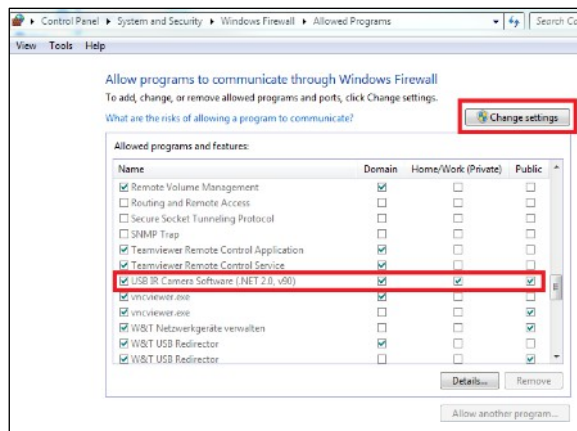 Control Panel ▸ System and Security ▸ Windows Firewall ▸ Allowed Programs
Search Co
View Tools Help
Allow programs to communicate through Windows Firewall
To add, change, or remove allowed programs and ports, click Change settings.
What are the risks of allowing a program to communicate?
Change settings
Allowed programs and features:
Name Domain Home/Work (Private) Public
Remote Volume Management
Routing and Remote Access
Secure Socket Tunneling Protocol
SNMP Trap
Teamviewer Remote Control Application
Teamviewer Remote Control Service
USB IR Camera Software (.NET 2.0, v90)
vncviewer.exe
vncviewer.exe
W&T Netzwerkgeräte verwalten
W&T USB Redirector
W&T USB Redirector
Details... Remove
Allow another program...